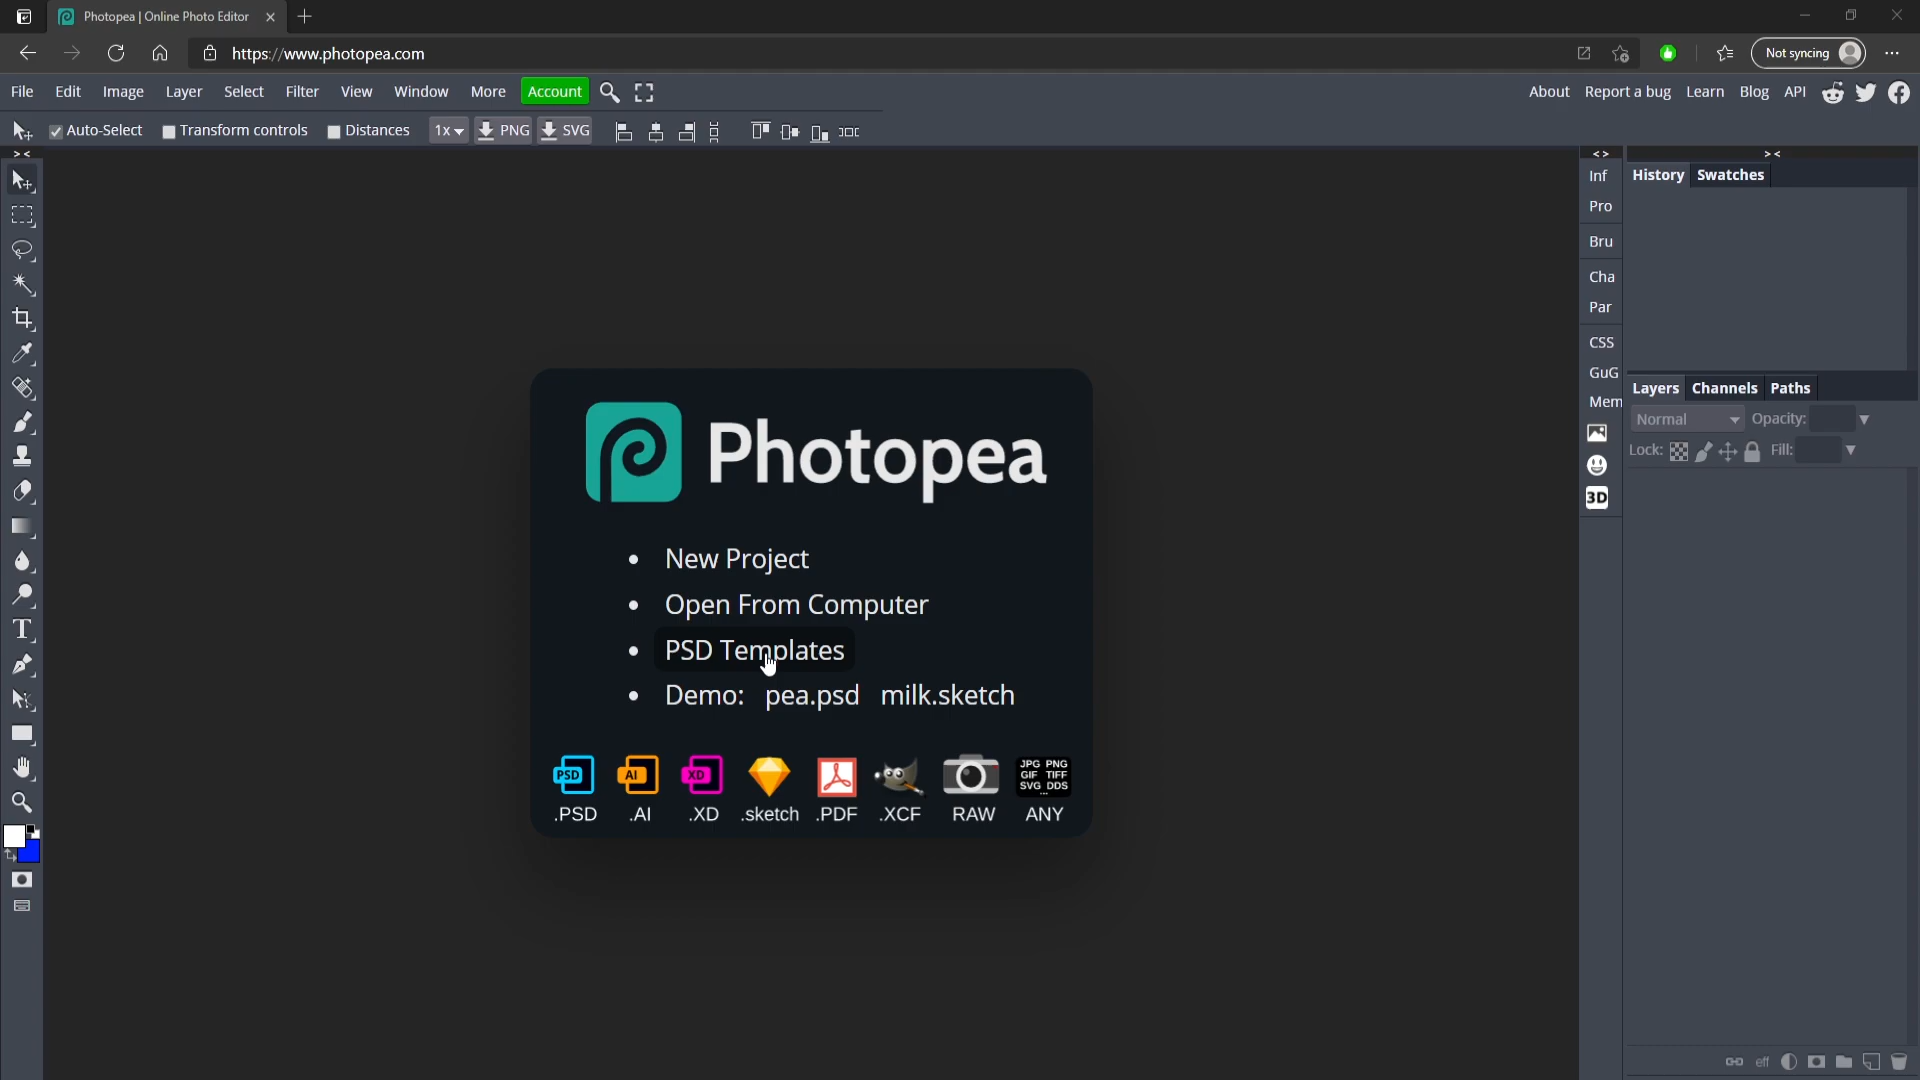 Photopea | Online Photo Editor
https://www.photopea.com
Not syncing
File Edit Image Layer Select Filter View Window More Account
About Report a bug Learn Blog API
Auto-Select Transform controls Distances 1x PNG SVG
> <
< >
> <
Inf
Pro
Bru
Cha
Par
CSS
GuG
Mem
3D
History Swatches
Layers Channels Paths
Normal Opacity:
Lock: Fill:
Photopea
• New Project
• Open From Computer
• PSD Templates
• Demo: pea.psd milk.sketch
PSD AI XD JPG PNG
GIF TIFF
SVG DDS
...
.PSD .AI .XD .sketch .PDF .XCF RAW ANY
T
eff